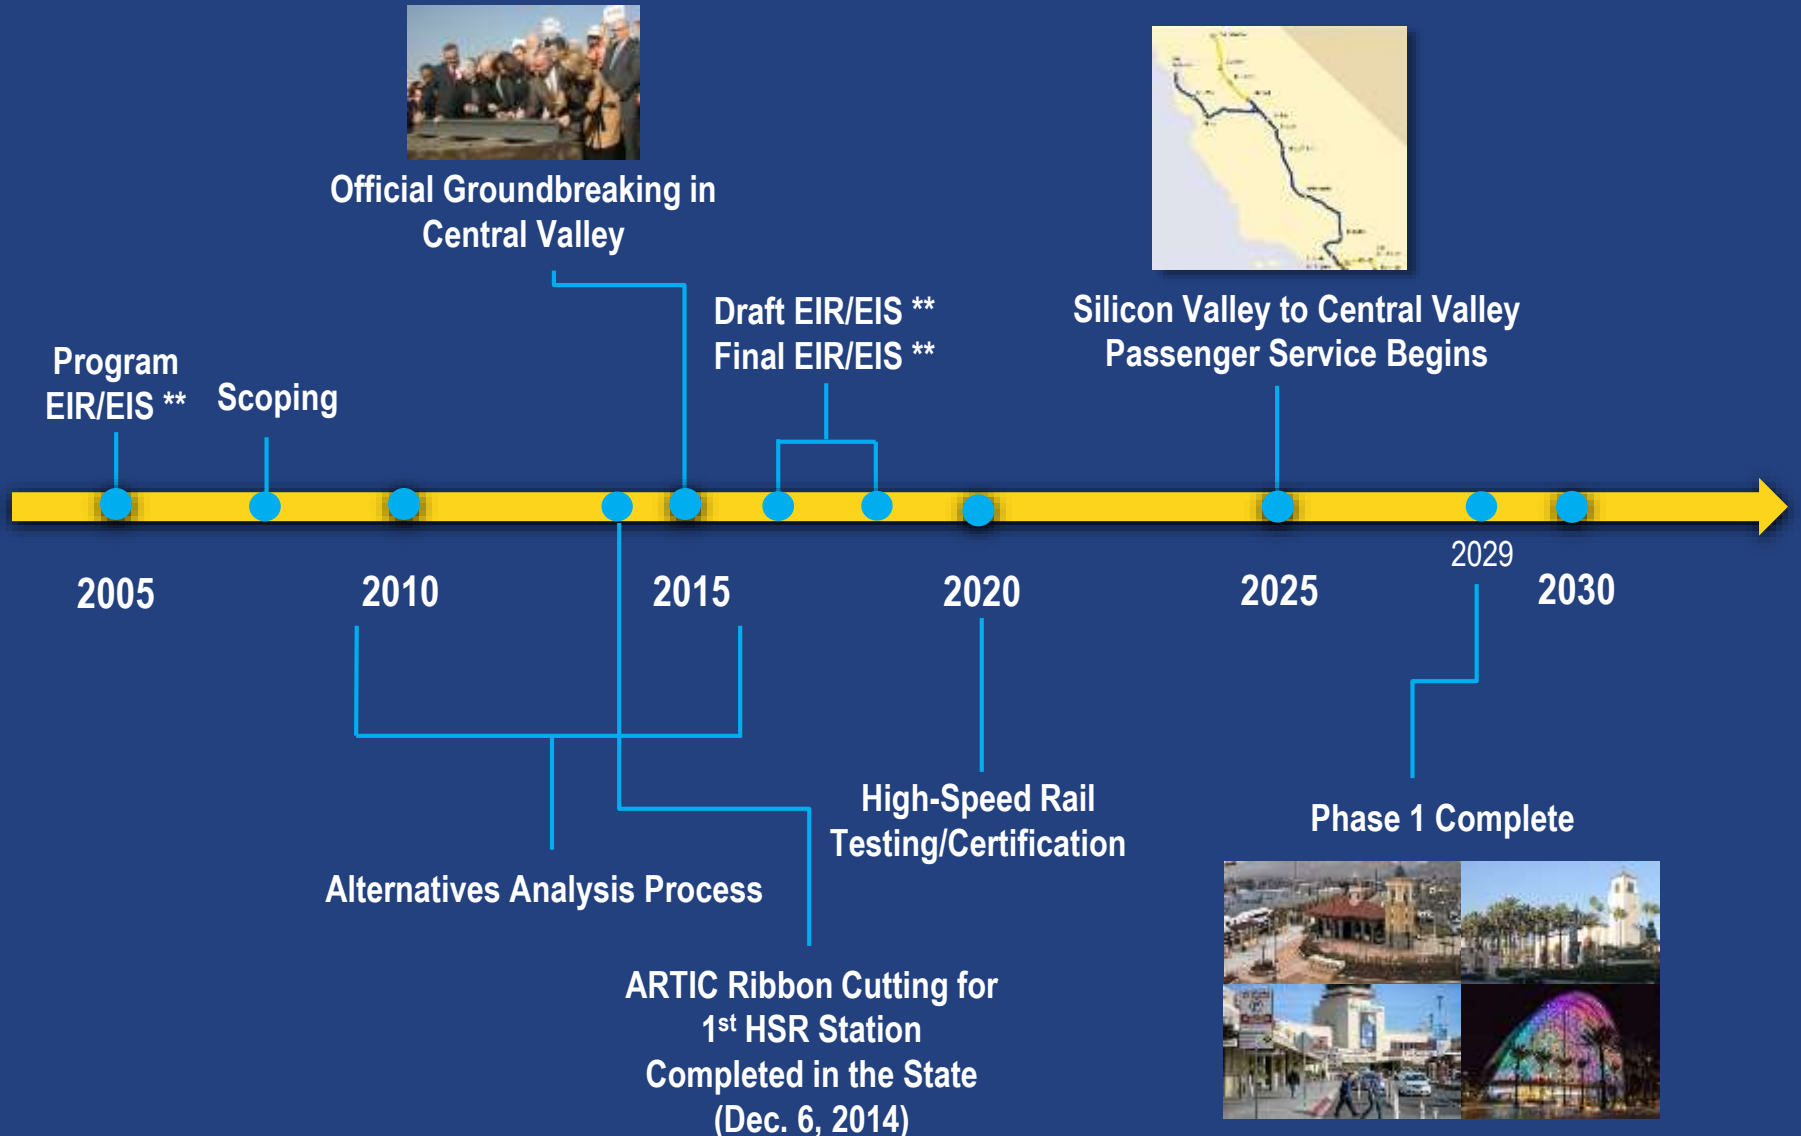 Official Groundbreaking in
Central Valley
Draft EIR/EIS **
Final EIR/EIS **
Silicon Valley to Central Valley
Passenger Service Begins
Program
EIR/EIS **
Scoping
2005
2010
2015
2020
2025
2029
2030
High-Speed Rail
Testing/Certification
Phase 1 Complete
Alternatives Analysis Process
ARTIC Ribbon Cutting for
1st HSR Station
Completed in the State
(Dec. 6, 2014)